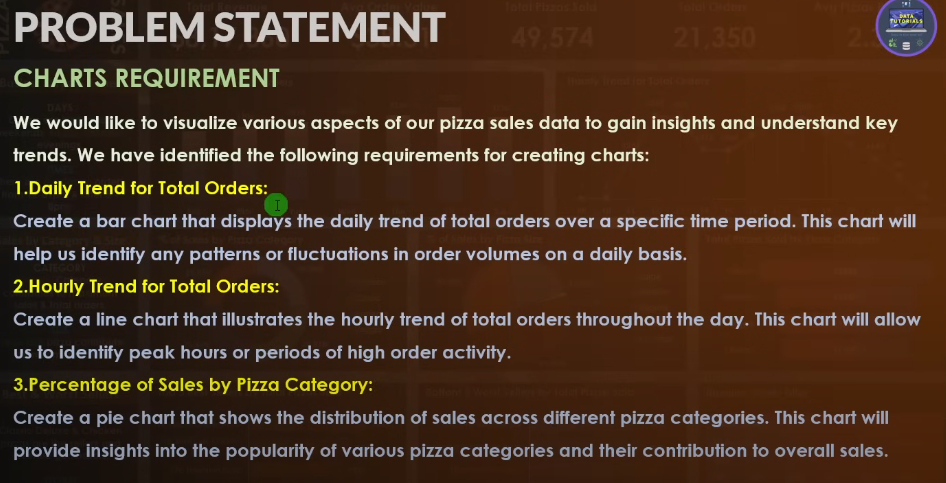 PROBLEM STATEMENT
49,574
21,350
DATA
TUTORIALS
CHARTS REQUIREMENT
We would like to visualize various aspects of our pizza sales data to gain insights and understand key
trends. We have identified the following requirements for creating charts:
1.Daily Trend for Total Orders:
Create a bar chart that displays the daily trend of total orders over a specific time period. This chart will
help us identify any patterns or fluctuations in order volumes on a daily basis.
2.Hourly Trend for Total Orders:
Create a line chart that illustrates the hourly trend of total orders throughout the day. This chart will allow
us to identify peak hours or periods of high order activity.
3.Percentage of Sales by Pizza Category:
Create a pie chart that shows the distribution of sales across different pizza categories. This chart will
provide insights into the popularity of various pizza categories and their contribution to overall sales.